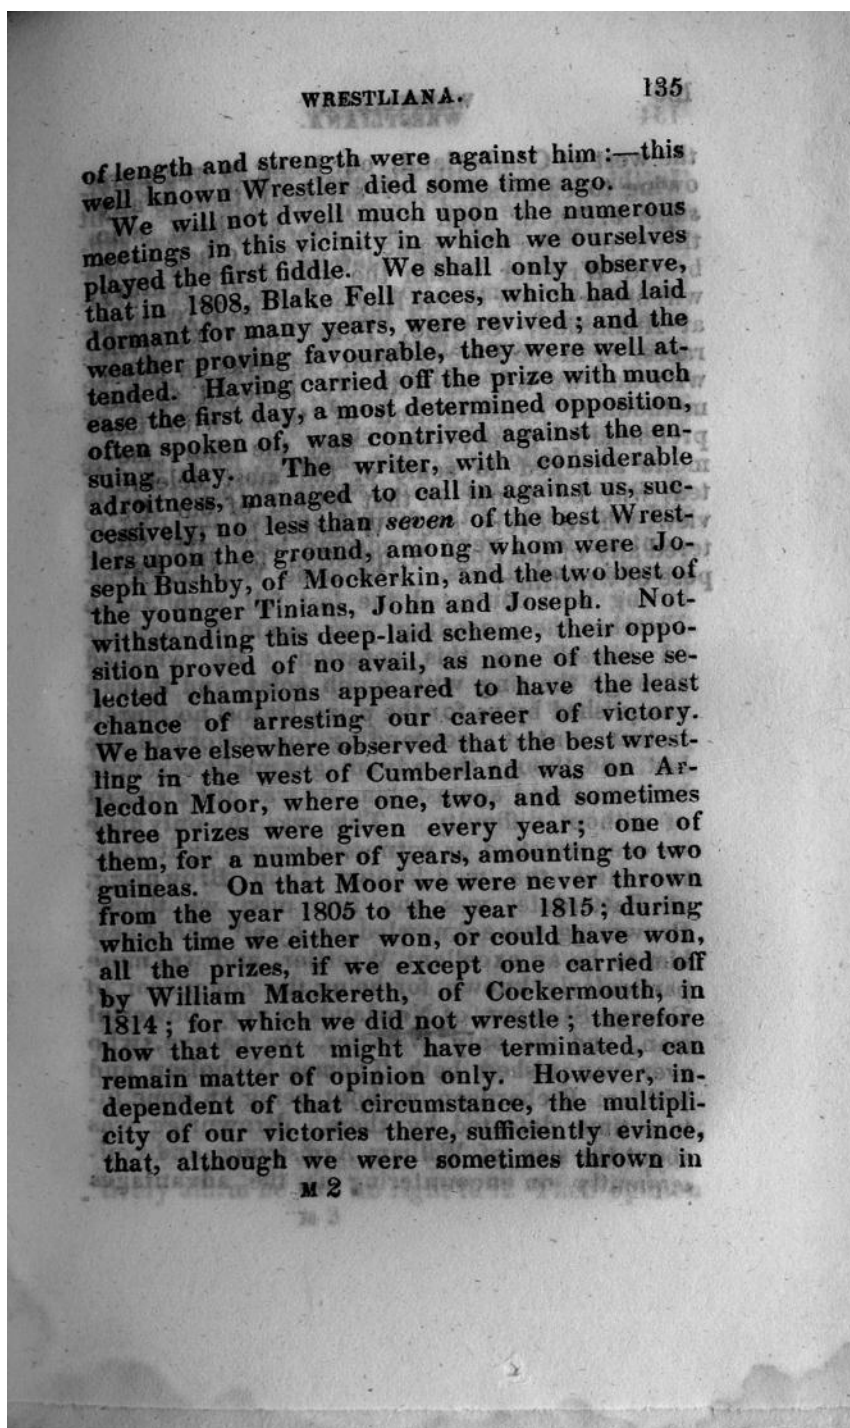 WRESTLIANA.
135
of length and strength were against him :—this
well known Wrestler died some time ago.
We will not dwell much upon the numerous
meetings in this vicinity in which we ourselves
played the first fiddle. We shall only observe,
that in 1808, Blake Fell races, which had laid
dormant for many years, were revived ; and the
weather proving favourable, they were well at-
tended. Having carried off the prize with much
ease the first day, a most determined opposition,
often spoken of, was contrived against the en-
suing day. The writer, with considerable
adroitness, managed to call in against us, suc-
cessively, no less than seven of the best Wrest-
lers upon the ground, among whom were Jo-
seph Bushby, of Mockerkin, and the two best of
the younger Tinians, John and Joseph. Not-
withstanding this deep-laid scheme, their oppo-
sition proved of no avail, as none of these se-
lected champions appeared to have the least
chance of arresting our career of victory.
We have elsewhere observed that the best wrest-
ling in the west of Cumberland was on Ar-
lecdon Moor, where one, two, and sometimes
three prizes were given every year ; one of
them, for a number of years, amounting to two
guineas. On that Moor we were never thrown
from the year 1805 to the year 1815 ; during
which time we either won, or could have won,
all the prizes, if we except one carried off
by William Mackereth, of Cockermouth, in
1814 ; for which we did not wrestle ; therefore
how that event might have terminated, can
remain matter of opinion only. However, in-
dependent of that circumstance, the multipli-
city of our victories there, sufficiently evince,
that, although we were sometimes thrown in
M 2